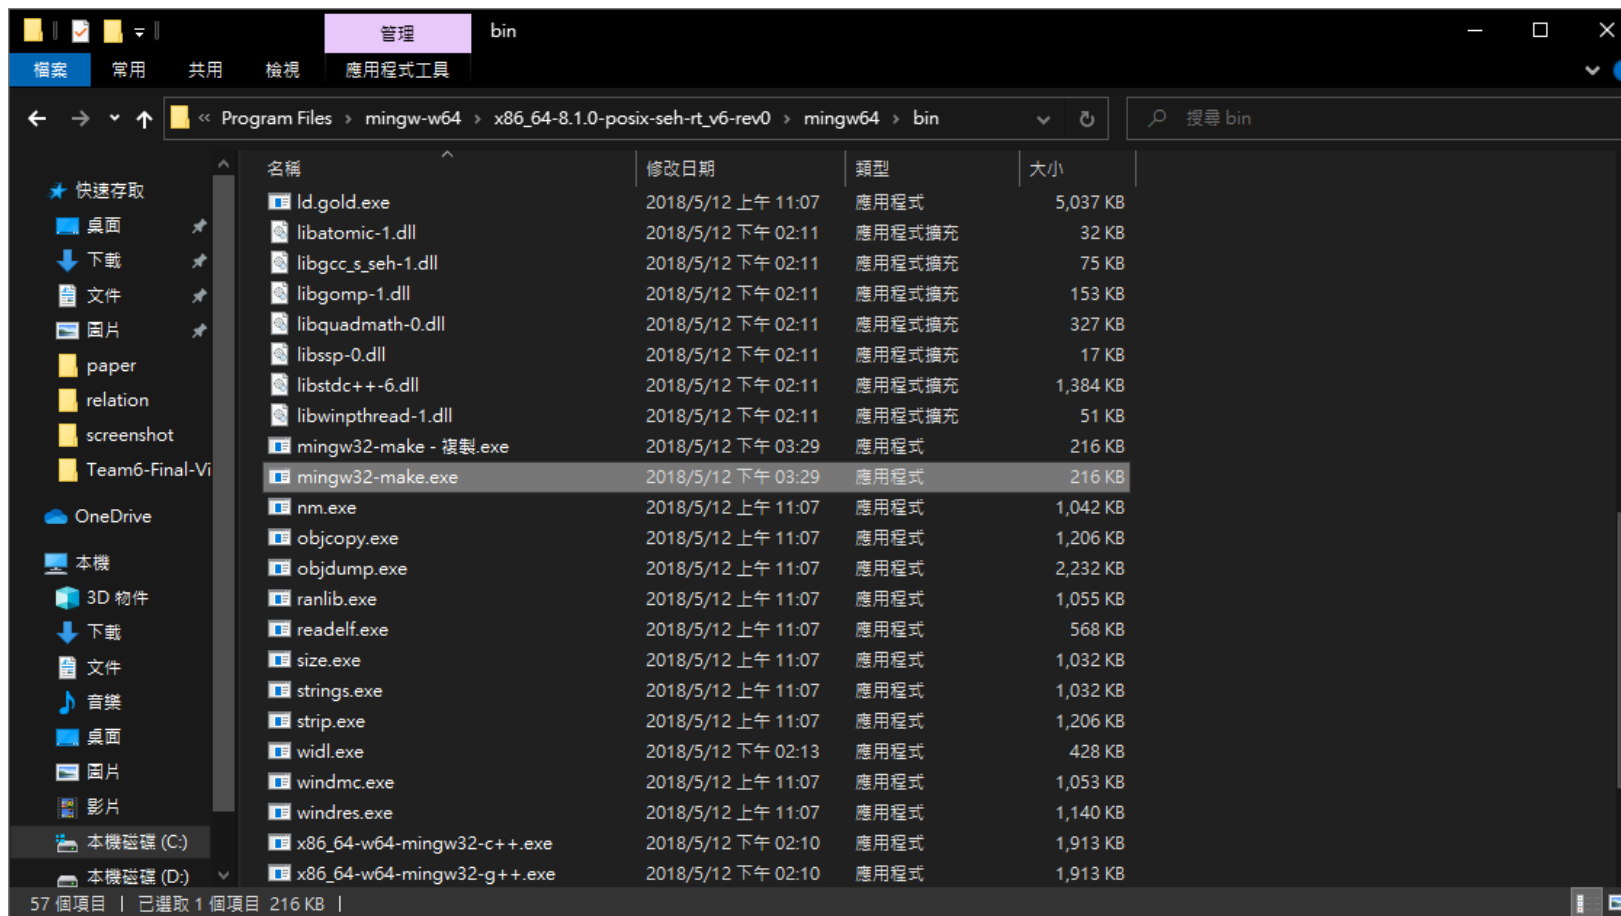 管理 bin
檔案 常用 共用 檢視 應用程式工具
« Program Files › mingw-w64 › x86_64-8.1.0-posix-seh-rt_v6-rev0 › mingw64 › bin 搜尋 bin
快速存取
桌面
下載
文件
圖片
paper
relation
screenshot
Team6-Final-Vi
OneDrive
本機
3D 物件
下載
文件
音樂
桌面
圖片
影片
本機磁碟 (C:)
本機磁碟 (D:)
名稱 修改日期 類型 大小
ld.gold.exe 2018/5/12 上午 11:07 應用程式 5,037 KB
libatomic-1.dll 2018/5/12 下午 02:11 應用程式擴充 32 KB
libgcc_s_seh-1.dll 2018/5/12 下午 02:11 應用程式擴充 75 KB
libgomp-1.dll 2018/5/12 下午 02:11 應用程式擴充 153 KB
libquadmath-0.dll 2018/5/12 下午 02:11 應用程式擴充 327 KB
libssp-0.dll 2018/5/12 下午 02:11 應用程式擴充 17 KB
libstdc++-6.dll 2018/5/12 下午 02:11 應用程式擴充 1,384 KB
libwinpthread-1.dll 2018/5/12 下午 02:11 應用程式擴充 51 KB
mingw32-make - 複製.exe 2018/5/12 下午 03:29 應用程式 216 KB
mingw32-make.exe 2018/5/12 下午 03:29 應用程式 216 KB
nm.exe 2018/5/12 上午 11:07 應用程式 1,042 KB
objcopy.exe 2018/5/12 上午 11:07 應用程式 1,206 KB
objdump.exe 2018/5/12 上午 11:07 應用程式 2,232 KB
ranlib.exe 2018/5/12 上午 11:07 應用程式 1,055 KB
readelf.exe 2018/5/12 上午 11:07 應用程式 568 KB
size.exe 2018/5/12 上午 11:07 應用程式 1,032 KB
strings.exe 2018/5/12 上午 11:07 應用程式 1,032 KB
strip.exe 2018/5/12 上午 11:07 應用程式 1,206 KB
widl.exe 2018/5/12 下午 02:13 應用程式 428 KB
windmc.exe 2018/5/12 上午 11:07 應用程式 1,053 KB
windres.exe 2018/5/12 上午 11:07 應用程式 1,140 KB
x86_64-w64-mingw32-c++.exe 2018/5/12 下午 02:10 應用程式 1,913 KB
x86_64-w64-mingw32-g++.exe 2018/5/12 下午 02:10 應用程式 1,913 KB
57 個項目 | 已選取 1 個項目 216 KB |